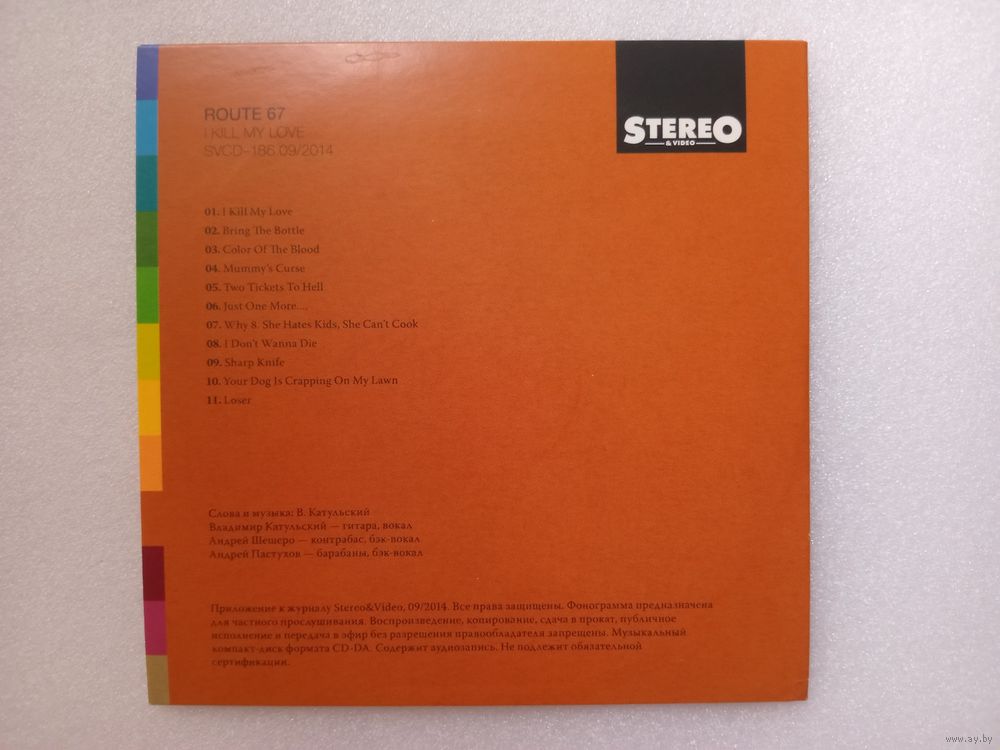 ROUTE 67
I KILL MY LOVE
SVCD-186 09/2014
STEREO
& VIDEO
01. I Kill My Love
02. Bring The Bottle
03. Color Of The Blood
04. Mummy's Curse
05. Two Tickets To Hell
06. Just One More....
07. Why 8. She Hates Kids, She Can't Cook
08. I Don't Wanna Die
09. Sharp Knife
10. Your Dog Is Crapping On My Lawn
11. Loser
Слова и музыка: В. Катульский
Владимир Катульский — гитара, вокал
Андрей Шешеро — контрабас, бэк-вокал
Андрей Пастухов — барабаны, бэк-вокал
Приложение к журналу Stereo&Video, 09/2014. Все права защищены. Фонограмма предназначена
для частного прослушивания. Воспроизведение, копирование, сдача в прокат, публичное
исполнение и передача в эфир без разрешения правообладателя запрещены. Музыкальный
компакт-диск формата CD-DA. Содержит аудиозапись. Не подлежит обязательной
сертификации.
www.ay.by